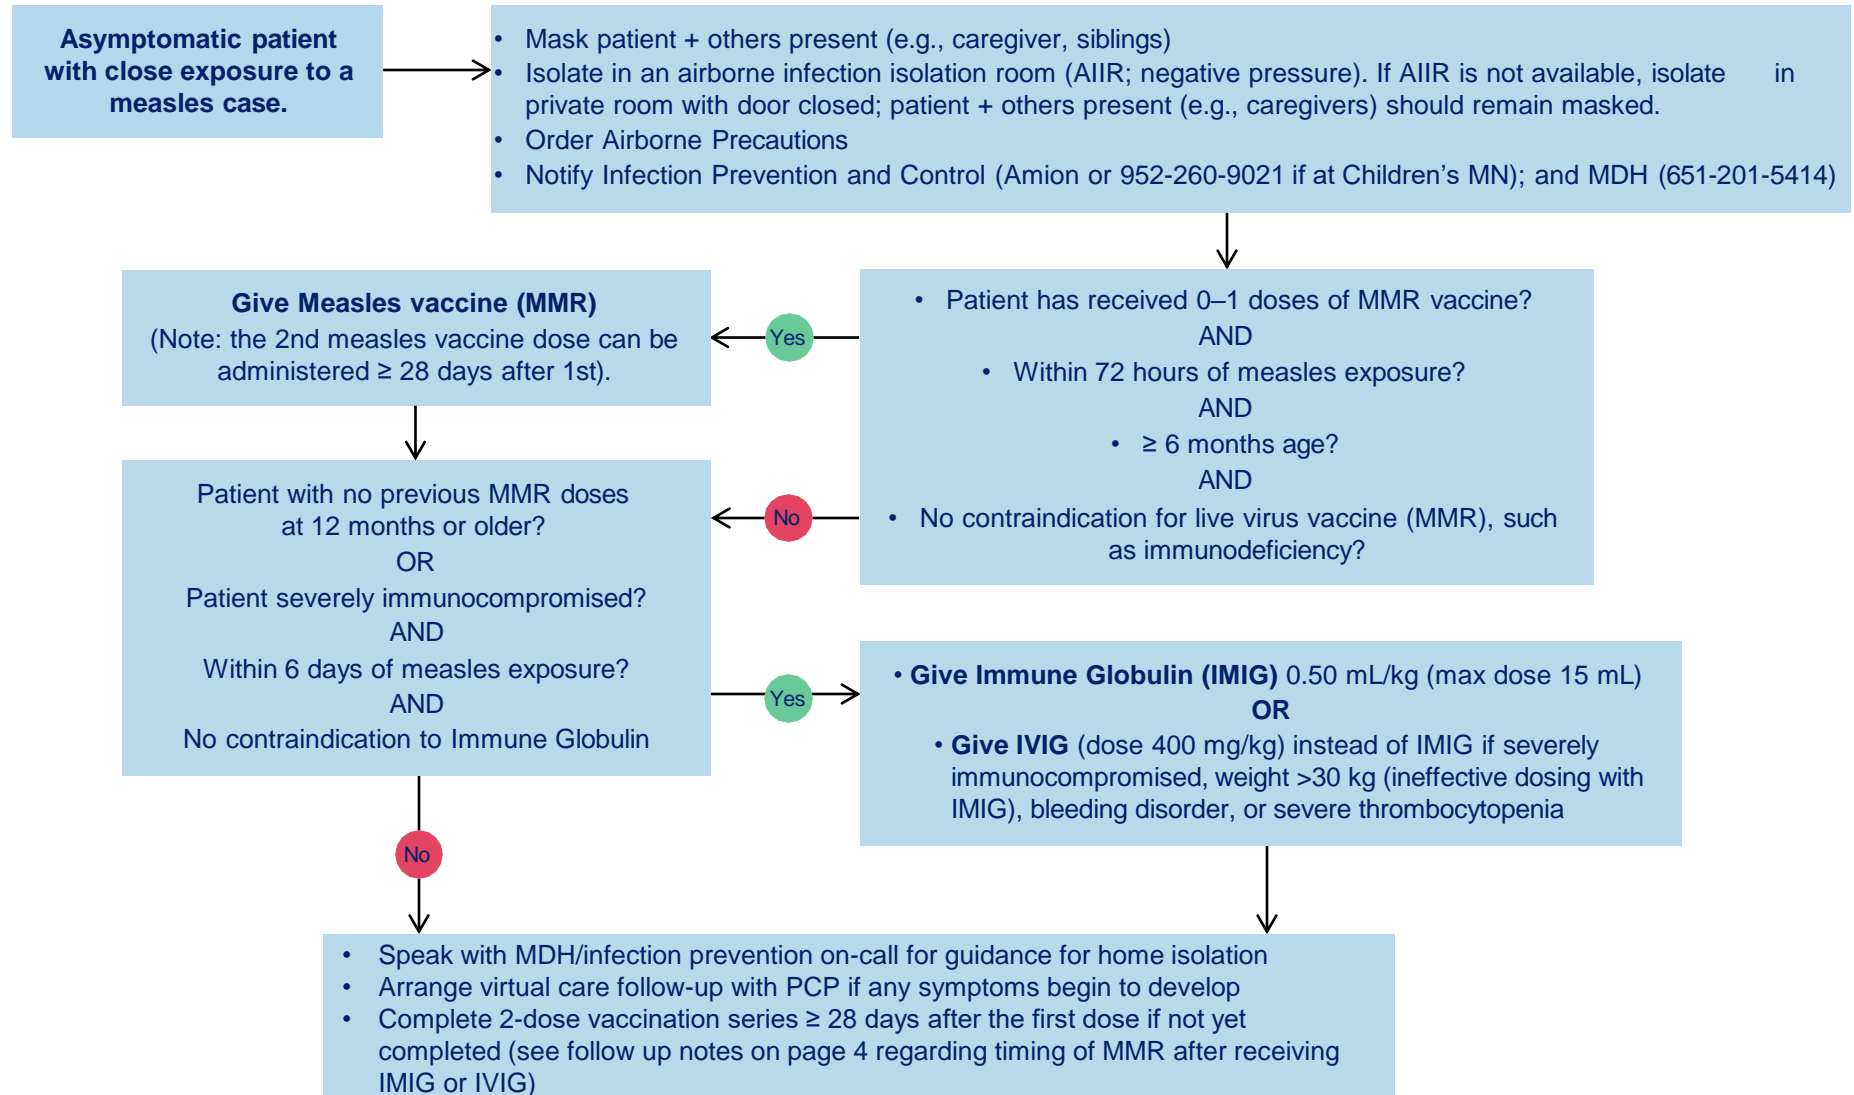 Asymptomatic patient
with close exposure to a
measles case.
• Mask patient + others present (e.g., caregiver, siblings)
• Isolate in an airborne infection isolation room (AIIR; negative pressure). If AIIR is not available, isolate in
private room with door closed; patient + others present (e.g., caregivers) should remain masked.
• Order Airborne Precautions
• Notify Infection Prevention and Control (Amion or 952-260-9021 if at Children’s MN); and MDH (651-201-5414)
• Patient has received 0–1 doses of MMR vaccine?
AND
• Within 72 hours of measles exposure?
AND
• ≥ 6 months age?
AND
• No contraindication for live virus vaccine (MMR), such
as immunodeficiency?
Yes
Give Measles vaccine (MMR)
(Note: the 2nd measles vaccine dose can be
administered ≥ 28 days after 1st).
No
Patient with no previous MMR doses
at 12 months or older?
OR
Patient severely immunocompromised?
AND
Within 6 days of measles exposure?
AND
No contraindication to Immune Globulin
Yes
• Give Immune Globulin (IMIG) 0.50 mL/kg (max dose 15 mL)
OR
• Give IVIG (dose 400 mg/kg) instead of IMIG if severely
immunocompromised, weight >30 kg (ineffective dosing with
IMIG), bleeding disorder, or severe thrombocytopenia
No
• Speak with MDH/infection prevention on-call for guidance for home isolation
• Arrange virtual care follow-up with PCP if any symptoms begin to develop
• Complete 2-dose vaccination series ≥ 28 days after the first dose if not yet
completed (see follow up notes on page 4 regarding timing of MMR after receiving
IMIG or IVIG)